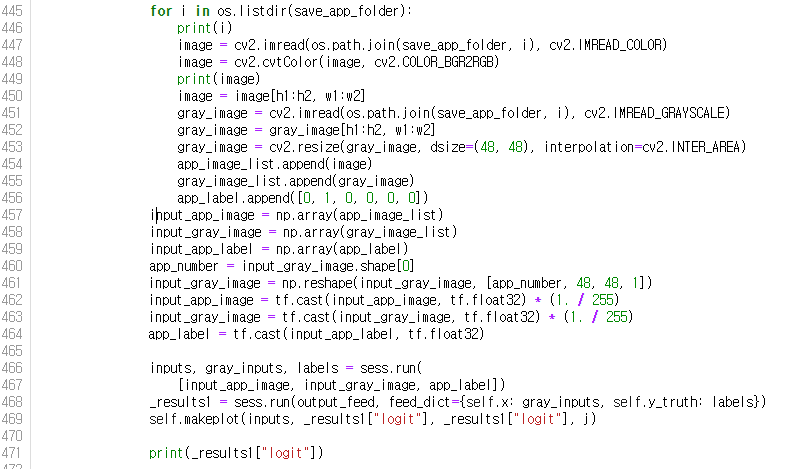 445 for i in os.listdir(save_app_folder):
446 print(i)
447 image = cv2.imread(os.path.join(save_app_folder, i), cv2.IMREAD_COLOR)
448 image = cv2.cvtColor(image, cv2.COLOR_BGR2RGB)
449 print(image)
450 image = image[h1:h2, w1:w2]
451 gray_image = cv2.imread(os.path.join(save_app_folder, i), cv2.IMREAD_GRAYSCALE)
452 gray_image = gray_image[h1:h2, w1:w2]
453 gray_image = cv2.resize(gray_image, dsize=(48, 48), interpolation=cv2.INTER_AREA)
454 app_image_list.append(image)
455 gray_image_list.append(gray_image)
456 app_label.append([0, 1, 0, 0, 0, 0])
457 input_app_image = np.array(app_image_list)
458 input_gray_image = np.array(gray_image_list)
459 input_app_label = np.array(app_label)
460 app_number = input_gray_image.shape[0]
461 input_gray_image = np.reshape(input_gray_image, [app_number, 48, 48, 1])
462 input_app_image = tf.cast(input_app_image, tf.float32) * (1. / 255)
463 input_gray_image = tf.cast(input_gray_image, tf.float32) * (1. / 255)
464 app_label = tf.cast(input_app_label, tf.float32)
465
466 inputs, gray_inputs, labels = sess.run(
467 [input_app_image, input_gray_image, app_label])
468 _results1 = sess.run(output_feed, feed_dict={self.x: gray_inputs, self.y_truth: labels})
469 self.makeplot(inputs, _results1["logit"], _results1["logit"], j)
470
471 print(_results1["logit"])